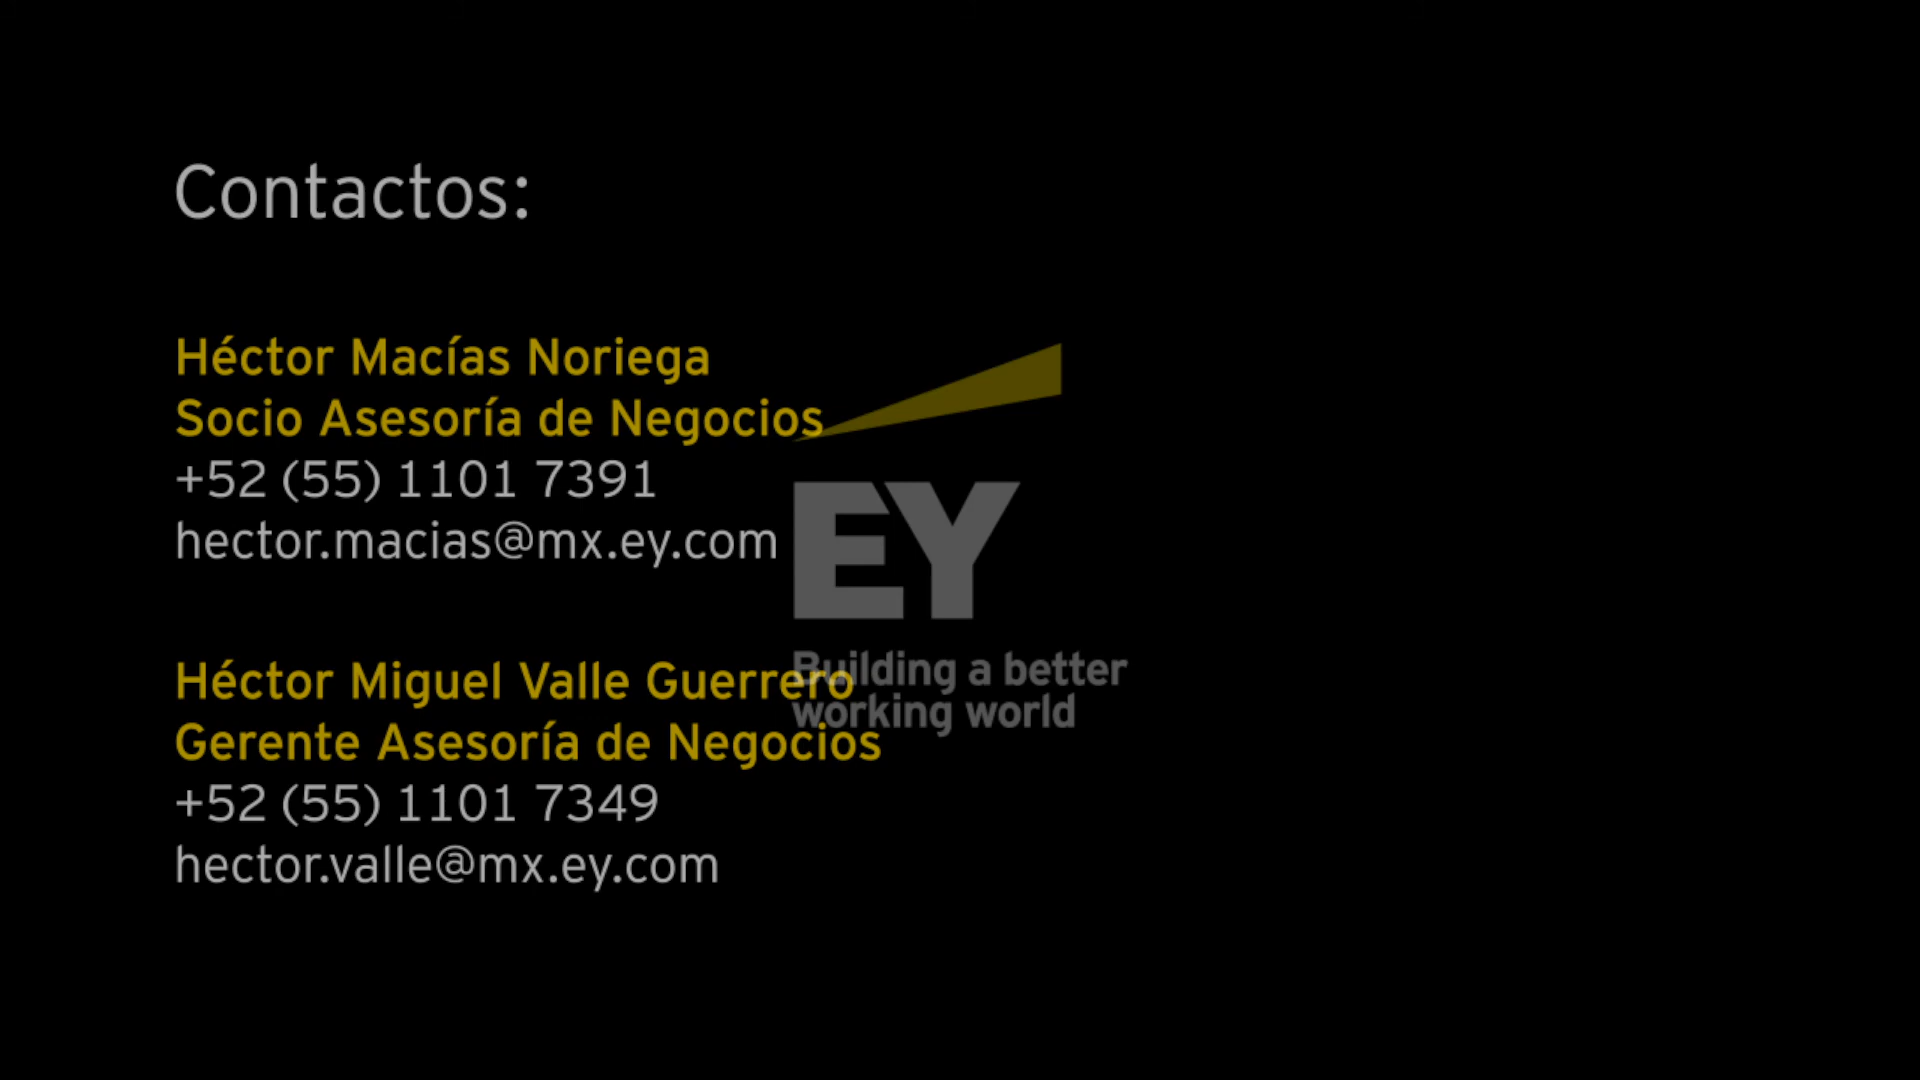 Contactos:
Héctor Macías Noriega
Socio Asesoría de Negocios
+52 (55) 1101 7391
hector.macias@mx.ey.com
Héctor Miguel Valle Guerrero
Gerente Asesoría de Negocios
+52 (55) 1101 7349
hector.valle@mx.ey.com
EY
Building a better
working world